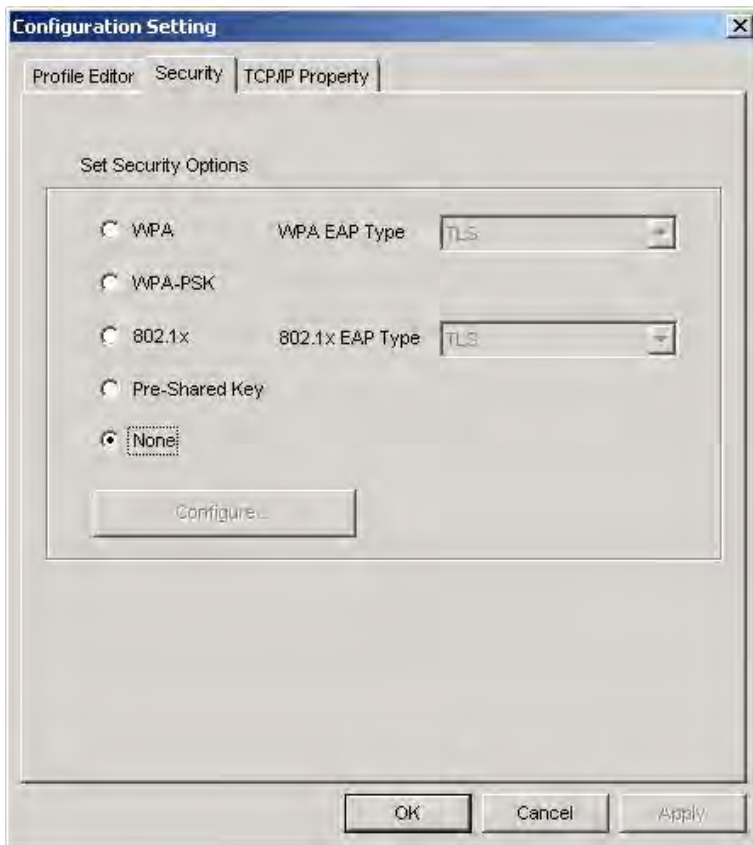 Configuration Setting
Profile Editor Security TCP/IP Property
Set Security Options
WPA WPA EAP Type TLS
WPA-PSK
802.1x 802.1x EAP Type TLS
Pre-Shared Key
None
Configure...
OK Cancel Apply